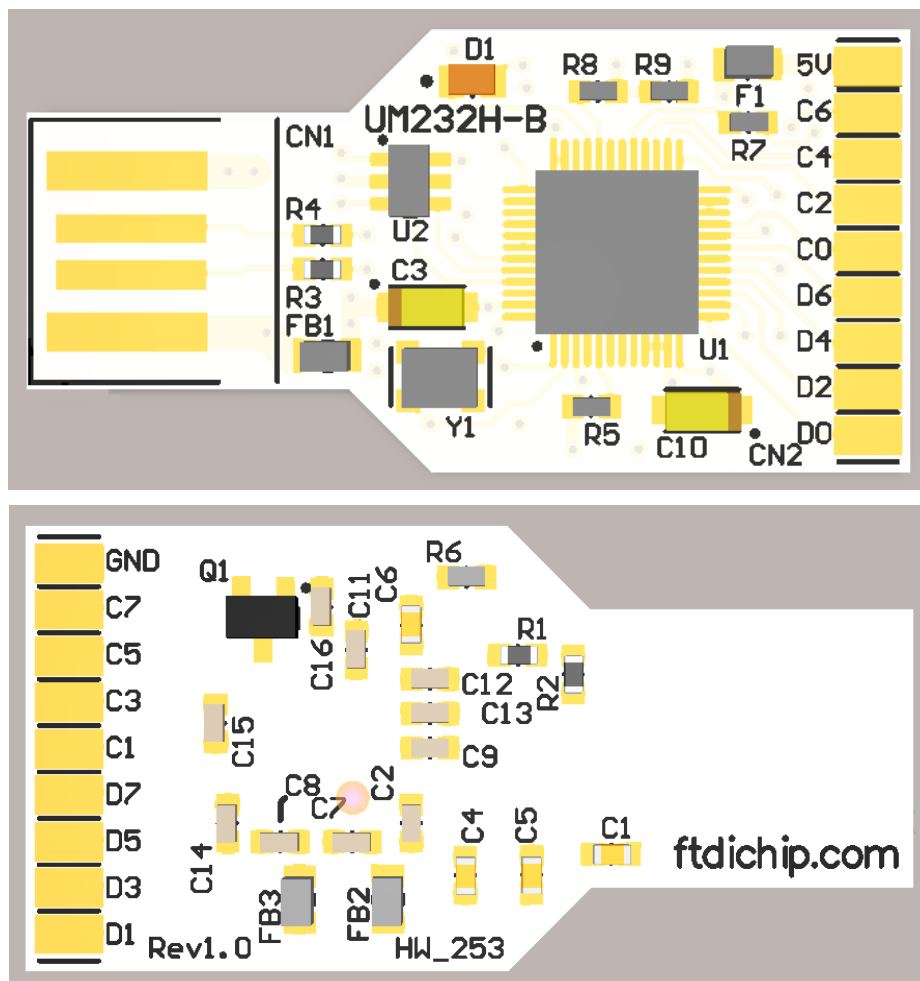 D1
R8
R9
5V
F1
C6
UM232H-B
CN1
R7
C4
C2
R4
U2
C0
C3
R3
D6
FB1
D4
U1
D2
Y1
R5
C10
D0
CN2
GND
Q1
R6
C7
C11
C6
C5
R1
C16
C12
R2
C3
C13
C15
C1
C9
D7
C8
C7
C2
D5
C4
C5
C1
C14
ftdichip.com
D3
FB3
FB2
D1
Rev1.0
HW_253